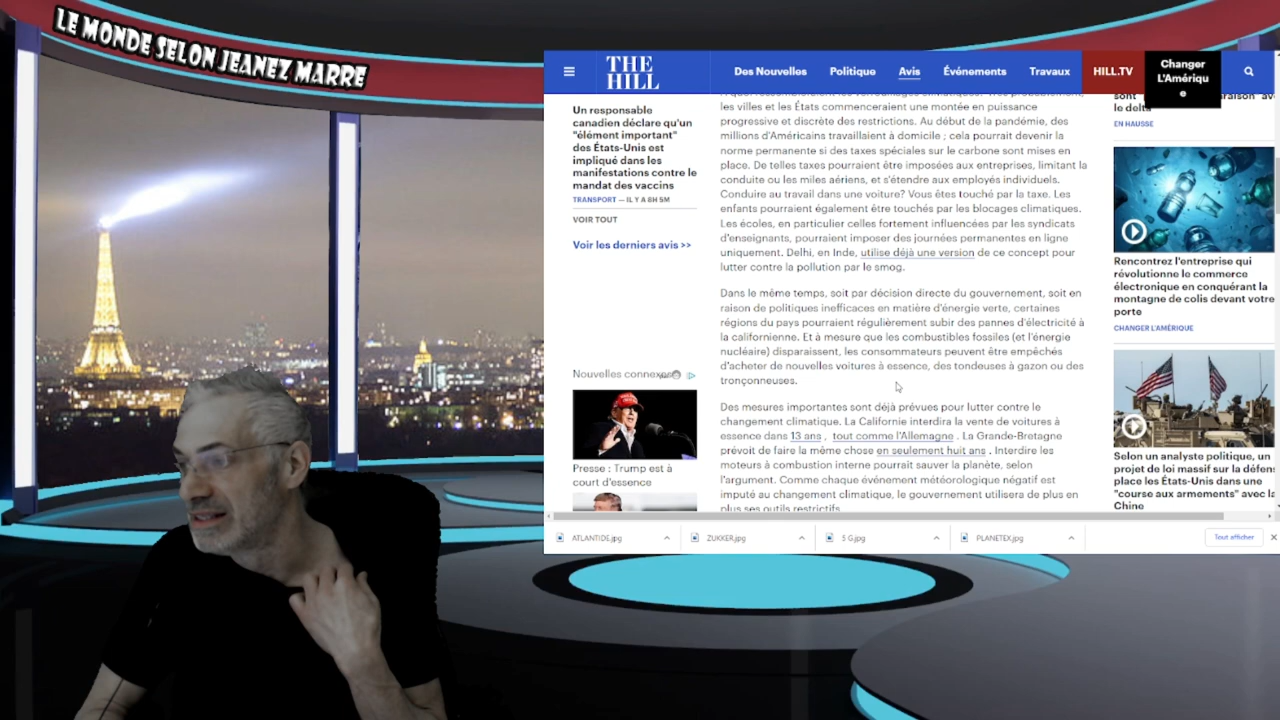 LE MONDE SELON JEANEZ MARRE
THE
HILL
Des Nouvelles
Politique
Avis
Événements
Travaux
HILL.TV
Changer
L'Amériqu
e
Un responsable
canadien déclare qu'un
"élément important"
des États-Unis est
impliqué dans les
manifestations contre le
mandat des vaccins
TRANSPORT — IL Y A 8H 5M
VOIR TOUT
Voir les derniers avis >>
Nouvelles connexes
Presse : Trump est à
court d'essence
les villes et les États commenceraient une montée en puissance
progressive et discrète des restrictions. Au début de la pandémie, des
millions d'Américains travaillaient à domicile ; cela pourrait devenir la
norme permanente si des taxes spéciales sur le carbone sont mises en
place. De telles taxes pourraient être imposées aux entreprises, limitant la
conduite ou les miles aériens, et s'étendre aux employés individuels.
Conduire au travail dans une voiture? Vous êtes touché par la taxe. Les
enfants pourraient également être touchés par les blocages climatiques.
Les écoles, en particulier celles fortement influencées par les syndicats
d'enseignants, pourraient imposer des journées permanentes en ligne
uniquement. Delhi, en Inde, utilise déjà une version de ce concept pour
lutter contre la pollution par le smog.
Dans le même temps, soit par décision directe du gouvernement, soit en
raison de politiques inefficaces en matière d'énergie verte, certaines
régions du pays pourraient régulièrement subir des pannes d'électricité à
la californienne. Et à mesure que les combustibles fossiles (et l'énergie
nucléaire) disparaissent, les consommateurs peuvent être empêchés
d'acheter de nouvelles voitures à essence, des tondeuses à gazon ou des
tronçonneuses.
Des mesures importantes sont déjà prévues pour lutter contre le
changement climatique. La Californie interdira la vente de voitures à
essence dans 13 ans , tout comme l'Allemagne . La Grande-Bretagne
prévoit de faire la même chose en seulement huit ans . Interdire les
moteurs à combustion interne pourrait sauver la planète, selon
l'argument. Comme chaque événement météorologique négatif est
imputé au changement climatique, le gouvernement utilisera de plus en
plus ses outils restrictifs.
le delta
EN HAUSSE
Rencontrez l'entreprise qui
révolutionne le commerce
électronique en conquérant la
montagne de colis devant votre
porte
CHANGER L'AMÉRIQUE
Selon un analyste politique, un
projet de loi massif sur la défens
place les États-Unis dans une
"course aux armements" avec la
Chine
ATLANTIDE.jpg
ZUKKER.jpg
5 G.jpg
PLANETEX.jpg
Tout afficher